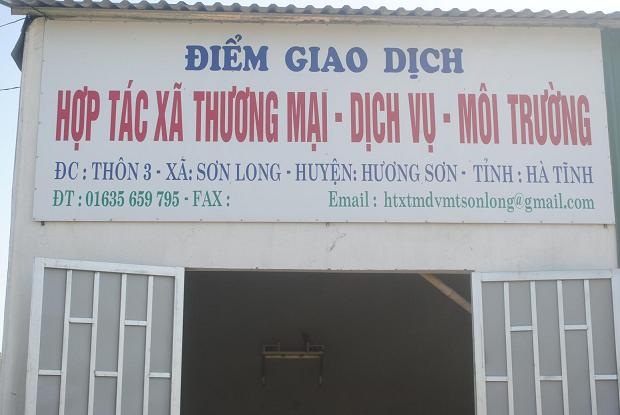 ĐIỂM GIAO DỊCH
HỢP TÁC XÃ THƯƠNG MẠI - DỊCH VỤ - MÔI TRƯỜNG
ĐC : THÔN 3 - XÃ: SƠN LONG - HUYỆN: HƯƠNG SƠN - TỈNH : HÀ TĨNH
ĐT : 01635 659 795 - FAX : Email : htxtmdvmtsonlong@gmail.com